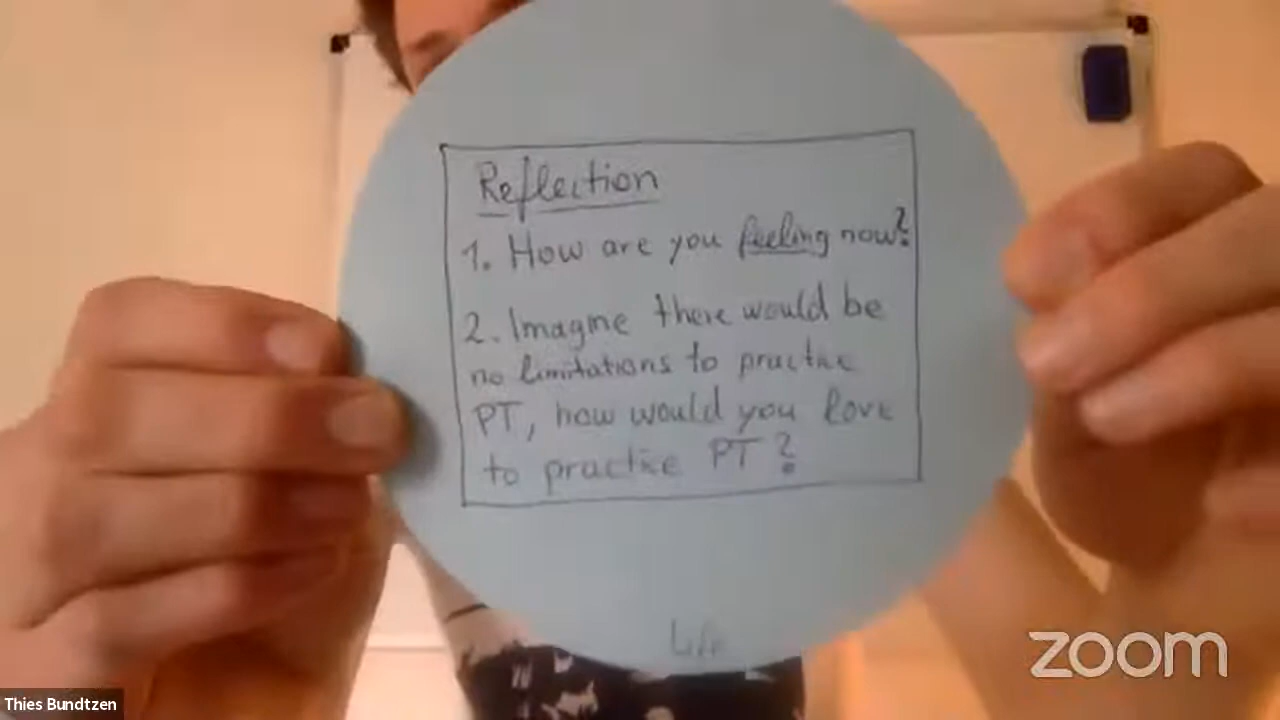 Reflection
1. How are you feeling now?
2. Imagine there would be
no limitations to practice
PT, how would you love
to practice PT?
Life
zoom
Thies Bundtzen